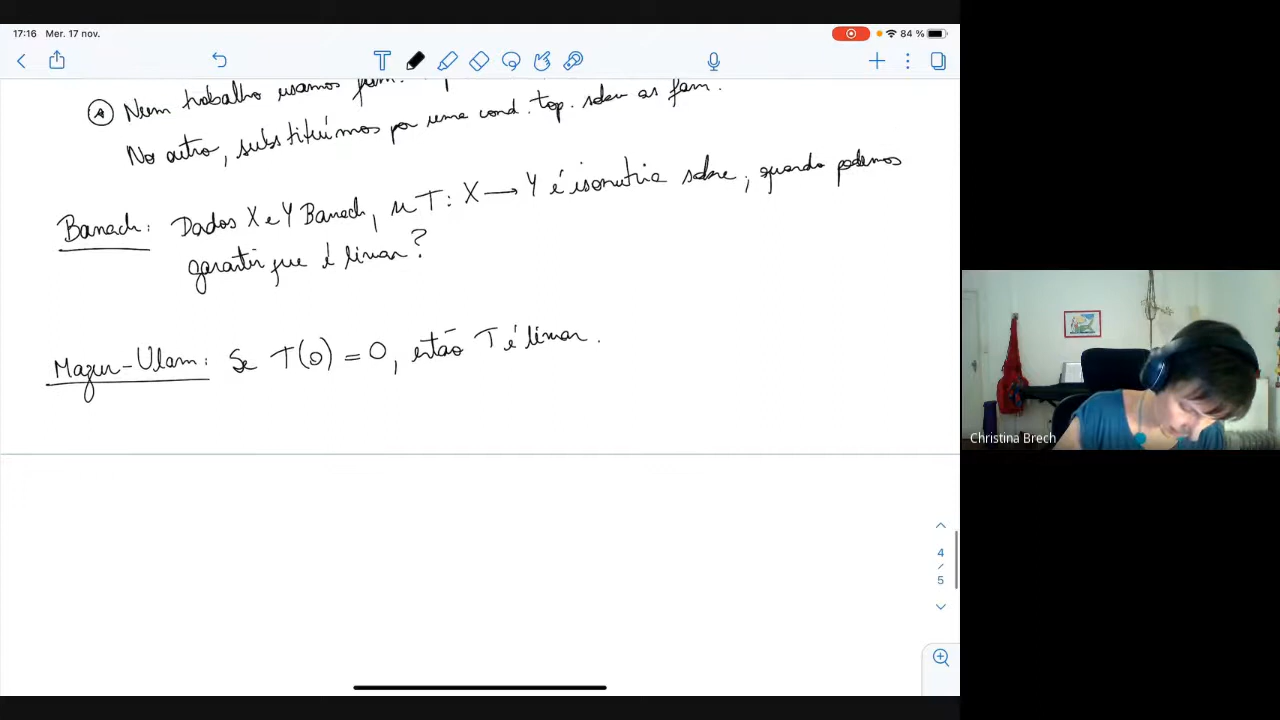 17:16 Mer. 17 nov.
84 %
Num trabalho usamos fam.
No outro, substituímos por uma cond. top. sobre as fam.
Banach: Dados X e Y Banach, se T: X → Y é isometria sobre, quando podemos
garantir que é linear?
Mazur-Ulam: Se T(0) = 0, então T é linear.
4
/
5
Christina Brech